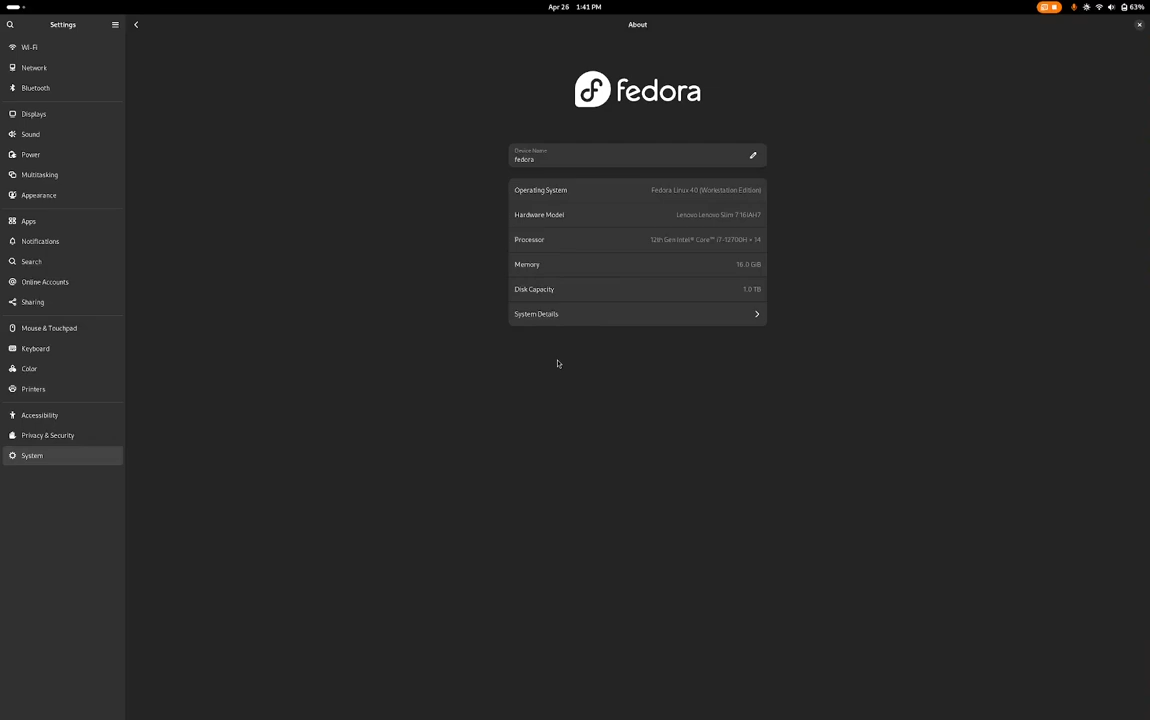 Apr 26 1:41 PM
63%
Settings
About
Wi-Fi
Network
Bluetooth
Displays
Sound
Power
Multitasking
Appearance
Apps
Notifications
Search
Online Accounts
Sharing
Mouse & Touchpad
Keyboard
Color
Printers
Accessibility
Privacy & Security
System
fedora
Device Name
fedora
Operating System Fedora Linux 40 (Workstation Edition)
Hardware Model Lenovo Lenovo Slim 7 16IAH7
Processor 12th Gen Intel® Core™ i7-12700H × 14
Memory 16.0 GiB
Disk Capacity 1.0 TB
System Details